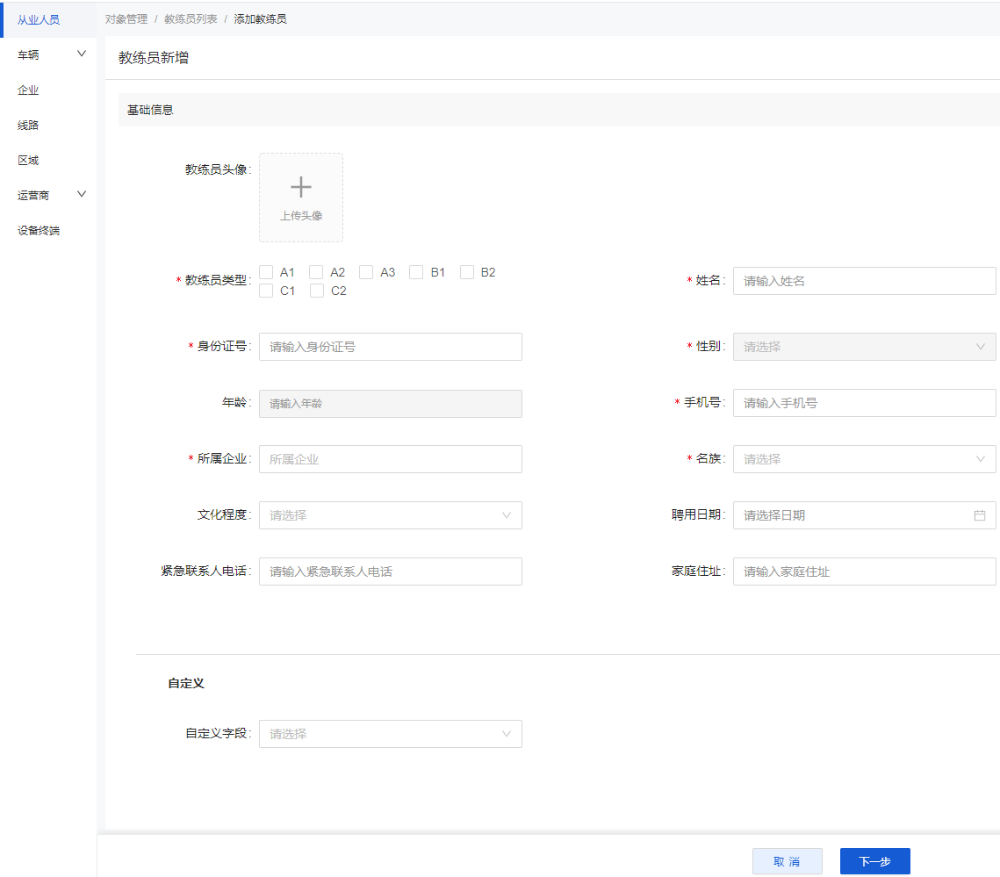 从业人员
车辆
企业
线路
区域
运营商
设备终端
对象管理 / 教练员列表 / 添加教练员
教练员新增
基础信息
教练员头像:
上传头像
* 教练员类型: A1 A2 A3 B1 B2
C1 C2
* 姓名: 请输入姓名
* 身份证号: 请输入身份证号
* 性别: 请选择
年龄: 请输入年龄
* 手机号: 请输入手机号
* 所属企业: 所属企业
* 名族: 请选择
文化程度: 请选择
聘用日期: 请选择日期
紧急联系人电话: 请输入紧急联系人电话
家庭住址: 请输入家庭住址
自定义
自定义字段: 请选择
取 消
下一步